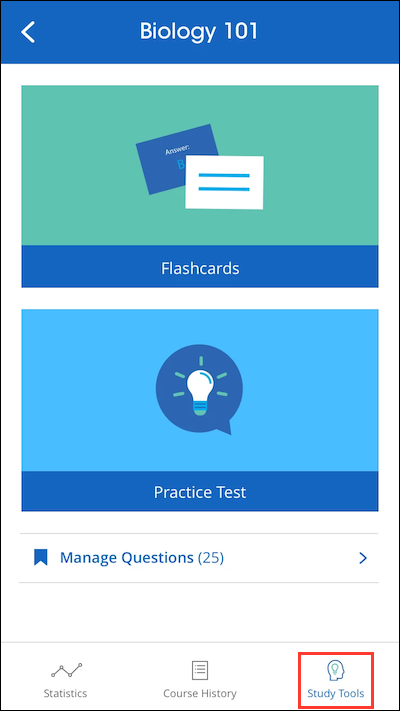 Biology 101
Answer:
B
Flashcards
Practice Test
Manage Questions (25)
Statistics
Course History
Study Tools